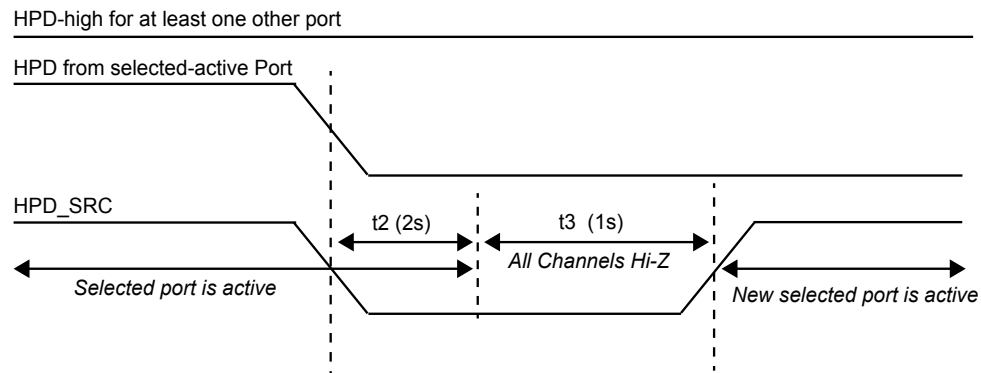 HPD-high for at least one other port
HPD from selected-active Port
HPD_SRC
t2 (2s)
t3 (1s)
All Channels Hi-Z
Selected port is active
New selected port is active